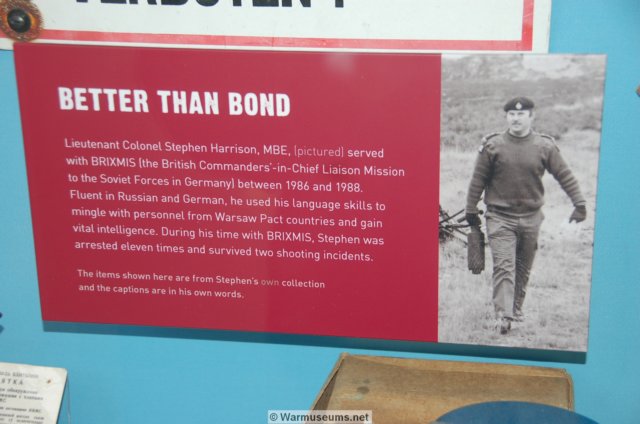 VERBOTEN !
BETTER THAN BOND
Lieutenant Colonel Stephen Harrison, MBE, (pictured) served
with BRIXMIS (the British Commanders'-in-Chief Liaison Mission
to the Soviet Forces in Germany) between 1986 and 1988.
Fluent in Russian and German, he used his language skills to
mingle with personnel from Warsaw Pact countries and gain
vital intelligence. During his time with BRIXMIS, Stephen was
arrested eleven times and survived two shooting incidents.
The items shown here are from Stephen's own collection
and the captions are in his own words.
© Warmuseums.net